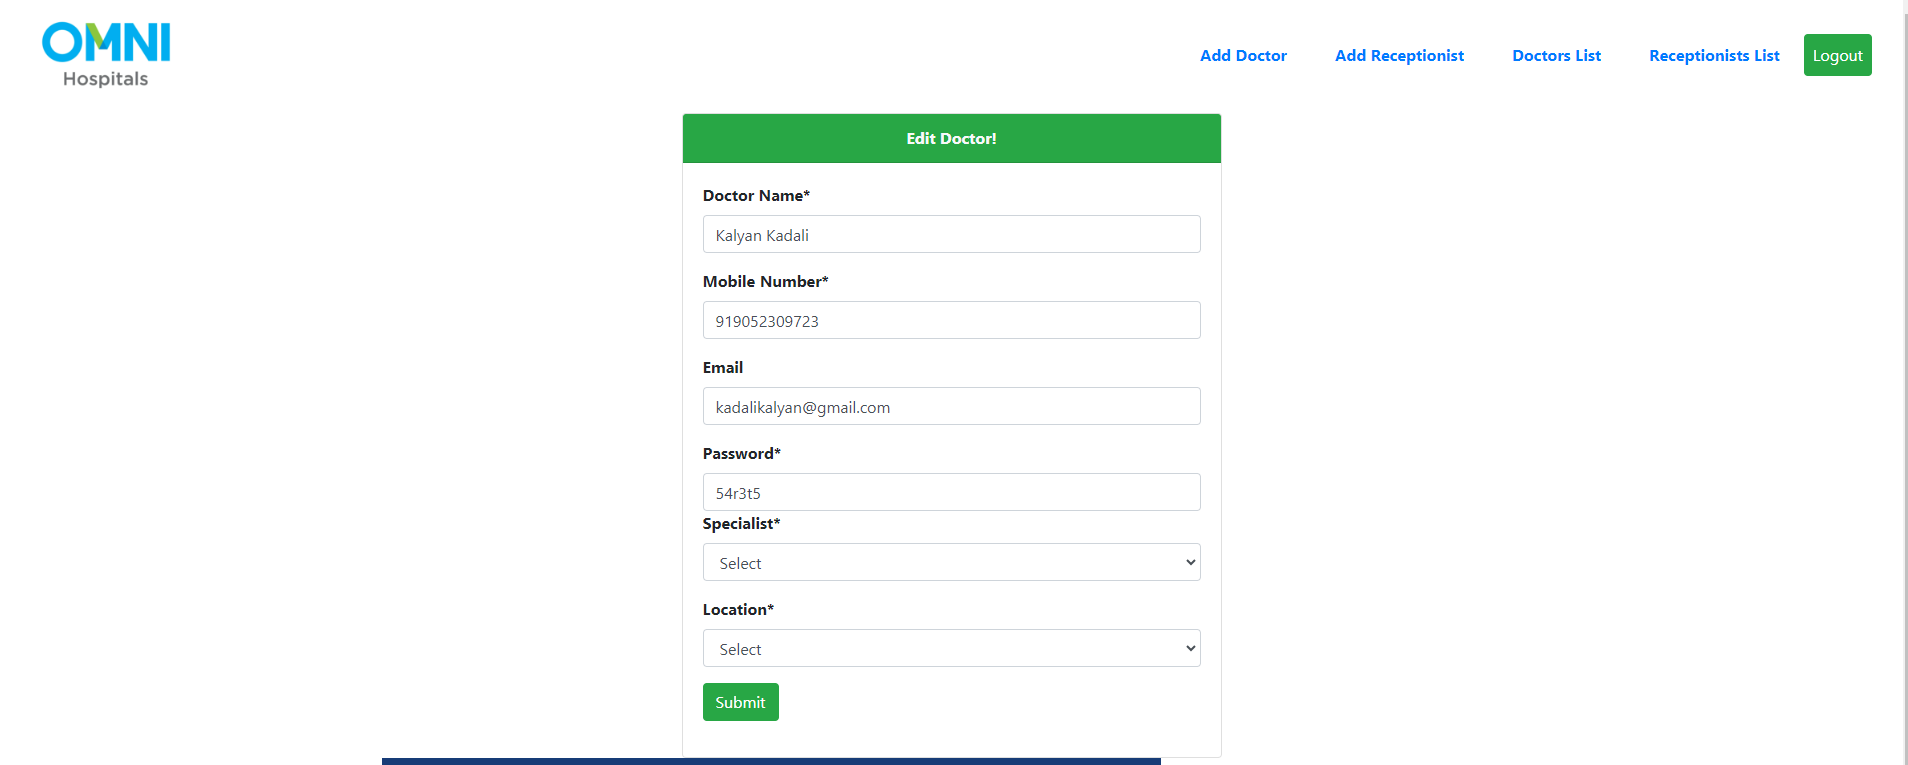 OMNI
Hospitals
Add Doctor Add Receptionist Doctors List Receptionists List Logout
Edit Doctor!
Doctor Name*
Kalyan Kadali
Mobile Number*
919052309723
Email
kadalikalyan@gmail.com
Password*
54r3t5
Specialist*
Select
Location*
Select
Submit